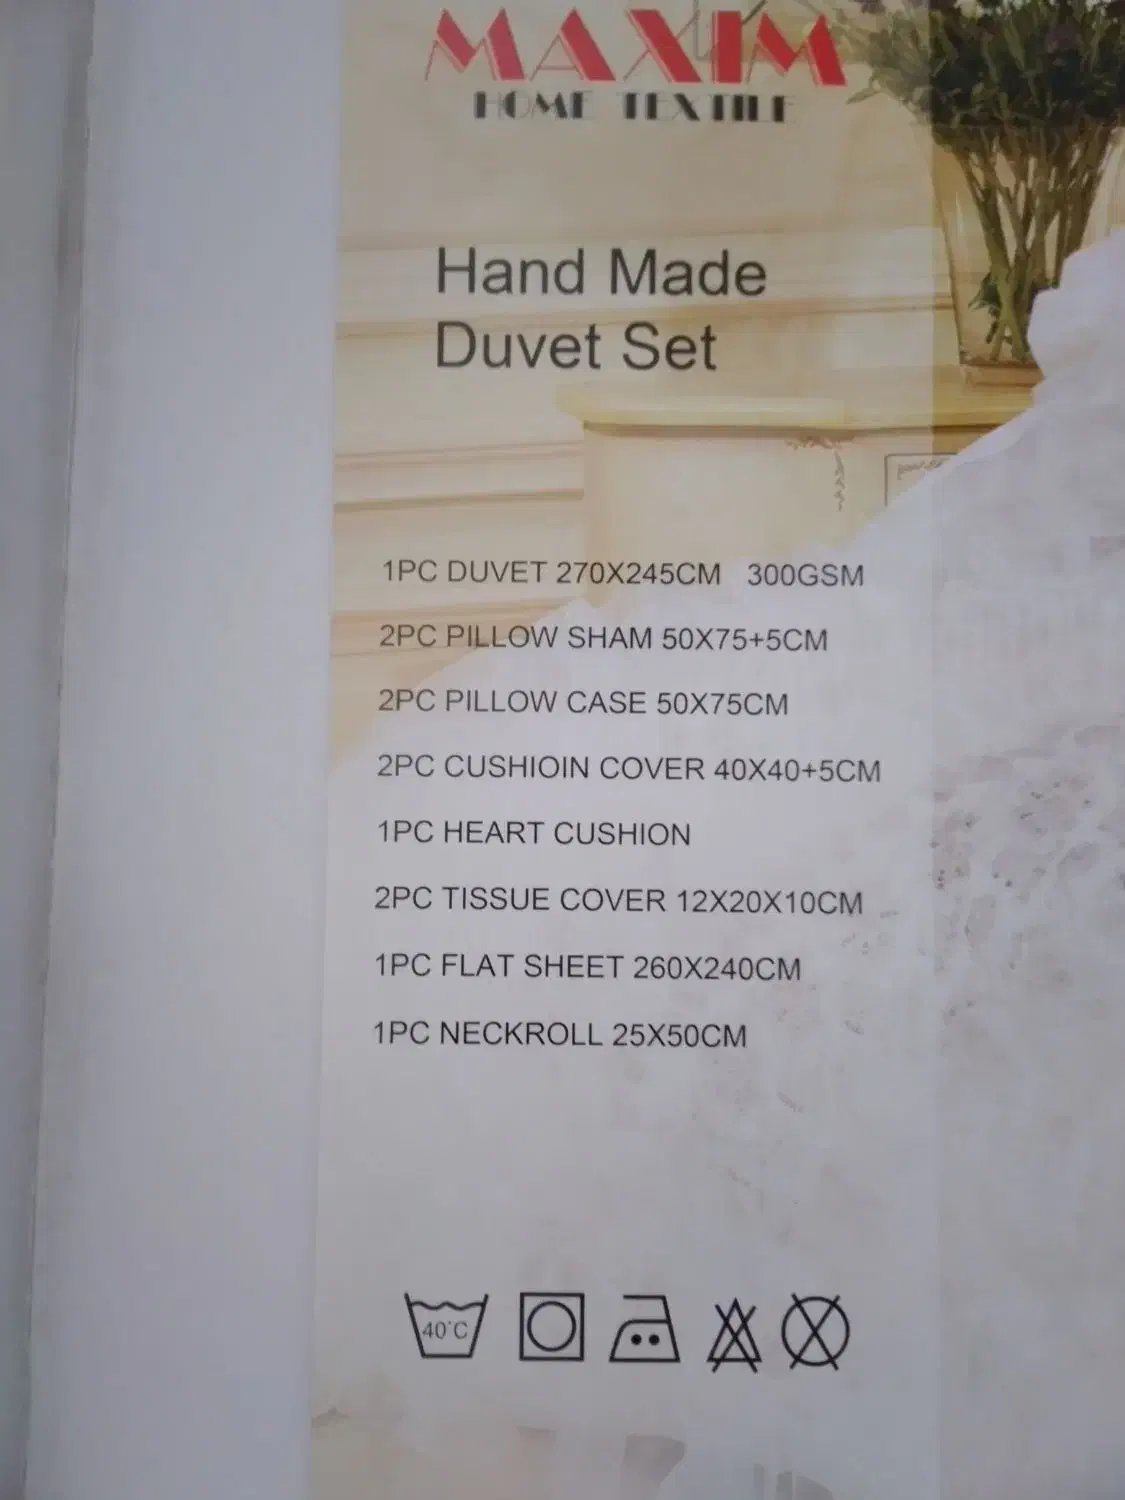 MAXIM
HOME TEXTILE
Hand Made
Duvet Set
1PC DUVET 270X245CM 300GSM
2PC PILLOW SHAM 50X75+5CM
2PC PILLOW CASE 50X75CM
2PC CUSHIOIN COVER 40X40+5CM
1PC HEART CUSHION
2PC TISSUE COVER 12X20X10CM
1PC FLAT SHEET 260X240CM
1PC NECKROLL 25X50CM
40°C